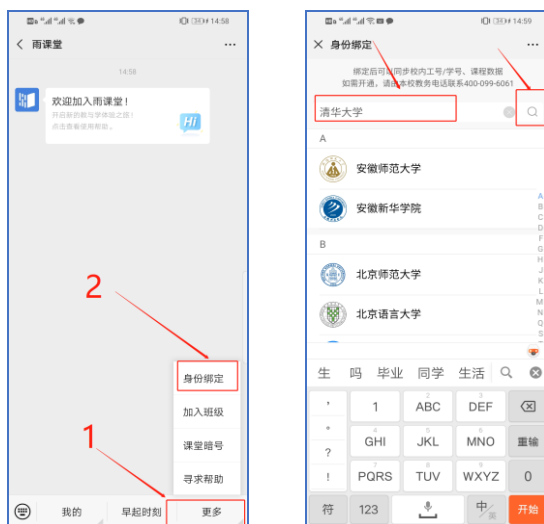 14:58
雨课堂
14:58
欢迎加入雨课堂！
开启新的教与学体验之旅！
点击查看使用帮助。
Hi
2
身份绑定
加入班级
1
课堂暗号
寻求帮助
我的
早起时刻
更多
14:59
身份绑定
绑定后可以同步校内工号/学号、课程数据
如需开通，请由本校教务电话联系400-099-6061
清华大学
A
安徽师范大学
安徽新华学院
B
北京师范大学
北京语言大学
A
B
C
D
F
G
H
J
K
L
M
N
Q
S
生 吗 毕业 同学 生活
1 ABC DEF
GHI JKL MNO 重输
? 
! PQRS TUV WXYZ 0
符 123 中/英 开始